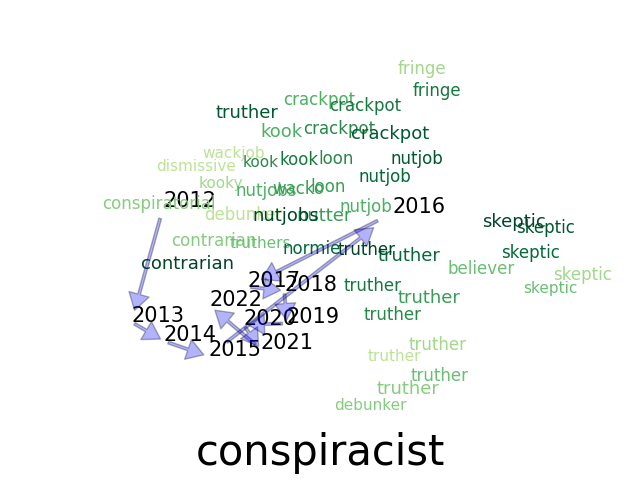 fringe
fringe
crackpot
crackpot
truther
crackpot
kook
crackpot
wackjob
kook
kook
loon
nutjob
dismissive
nutjob
kooky
nutjobs
wacko
loon
conspiratorial
2012
nutjob
2016
nutjobs
nutter
skeptic
skeptic
contrarian
truthers
normie
truther
truther
skeptic
contrarian
believer
skeptic
2017
2018
truther
skeptic
2022
truther
2013
2020
2019
truther
2014
2015
2021
truther
truther
truther
truther
debunker
conspiracist